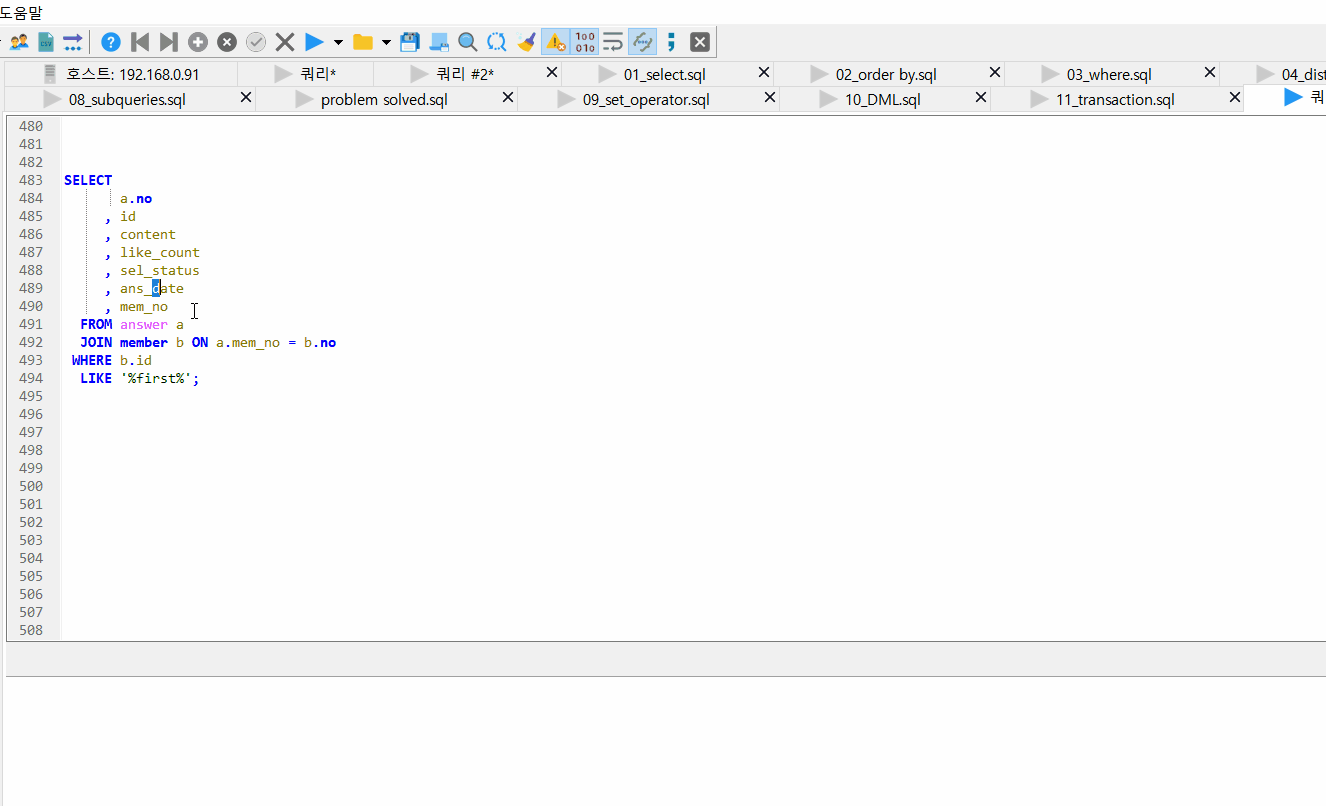 도움말
호스트: 192.168.0.91 쿼리* 쿼리 #2* 01_select.sql 02_order by.sql 03_where.sql 04_dist
08_subqueries.sql problem solved.sql 09_set_operator.sql 10_DML.sql 11_transaction.sql 쿼
480
481
482
483 SELECT
484 a.no
485 , id
486 , content
487 , like_count
488 , sel_status
489 , ans_date
490 , mem_no
491 FROM answer a
492 JOIN member b ON a.mem_no = b.no
493 WHERE b.id
494 LIKE '%first%';
495
496
497
498
499
500
501
502
503
504
505
506
507
508